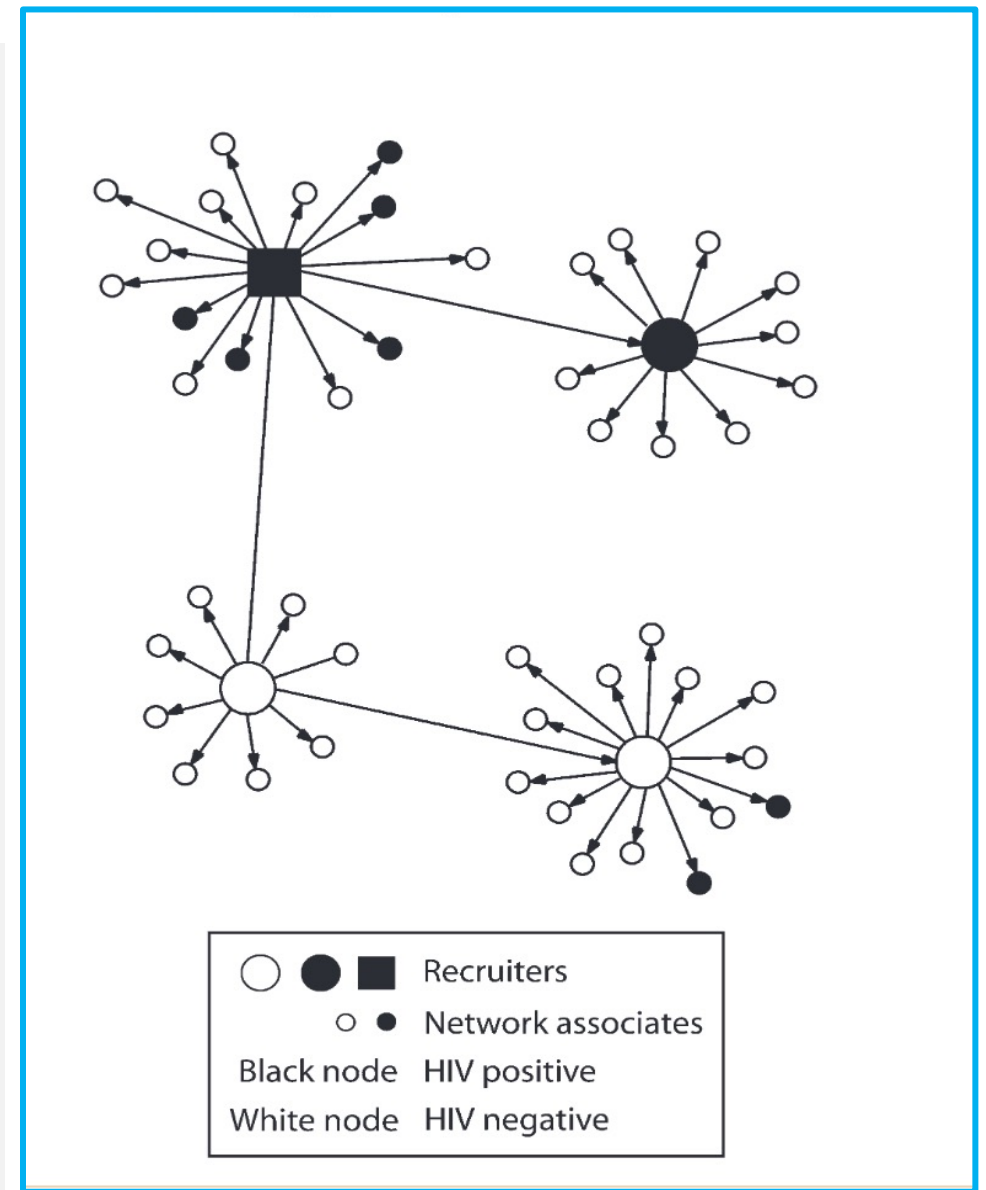 Recruiters
Network associates
Black node HIV positive
White node HIV negative